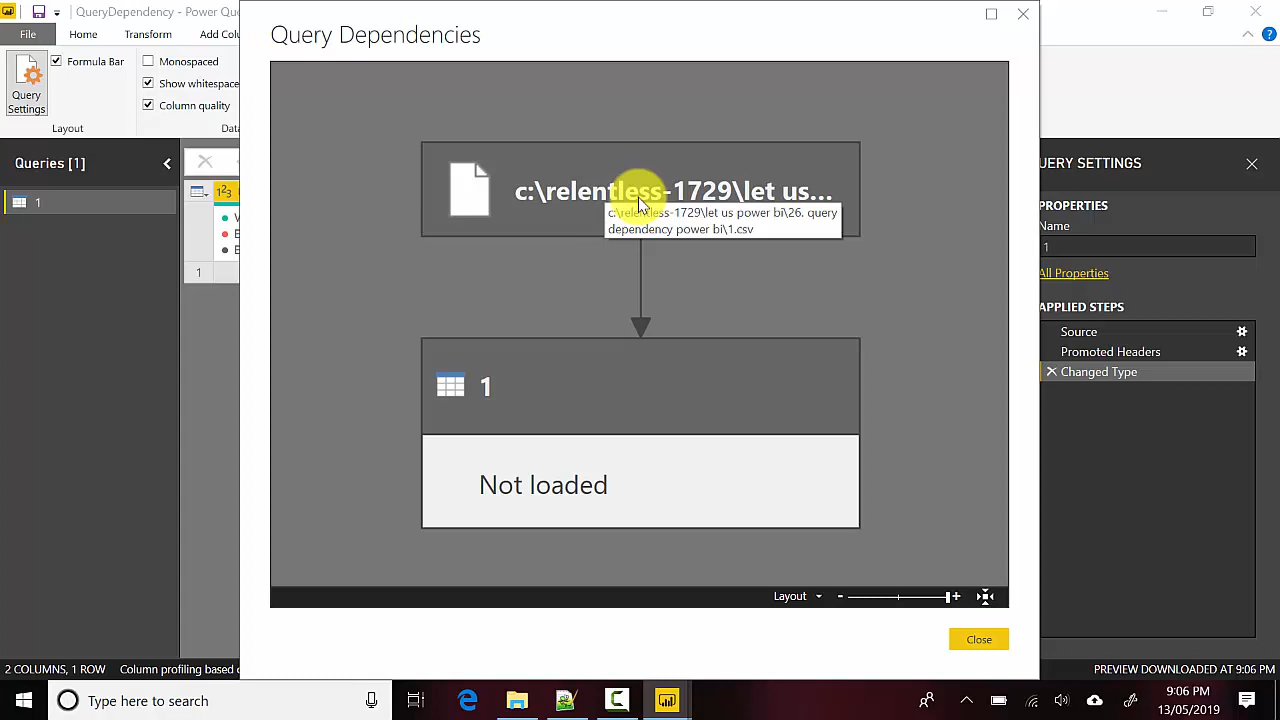 QueryDependency - Power Qu
File
Home
Transform
Add Colu
Query
Settings
Formula Bar
Monospaced
Show whitespace
Column quality
Layout
Data
Queries [1]
1
1²3
1
Query Dependencies
c:\relentless-1729\let us...
c:\relentless-1729\let us power bi\26. query
dependency power bi\1.csv
1
Not loaded
Layout
Close
QUERY SETTINGS
PROPERTIES
Name
1
All Properties
APPLIED STEPS
Source
Promoted Headers
Changed Type
2 COLUMNS, 1 ROW
Column profiling based o
PREVIEW DOWNLOADED AT 9:06 PM
Type here to search
9:06 PM
13/05/2019